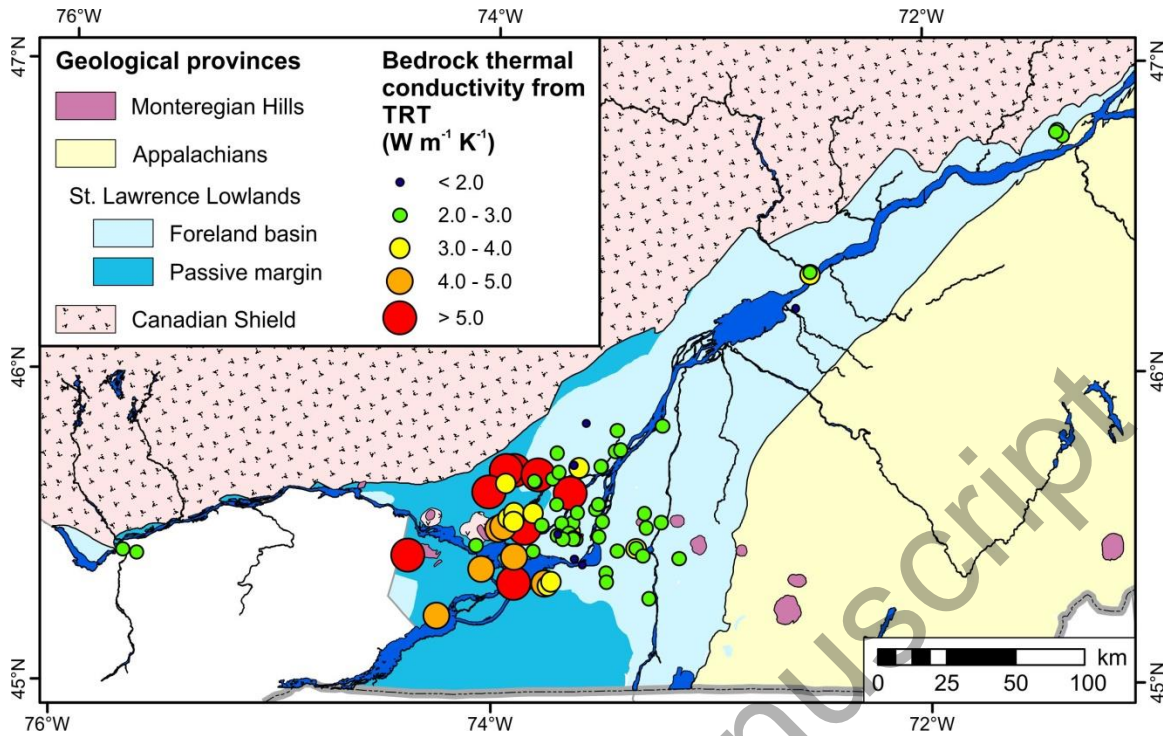 76°W 74°W 72°W
47°N 47°N
Geological provinces
Monteregian Hills
Appalachians
St. Lawrence Lowlands
Foreland basin
Passive margin
Canadian Shield
Bedrock thermal
conductivity from
TRT
(W m⁻¹ K⁻¹)
< 2.0
2.0 - 3.0
3.0 - 4.0
4.0 - 5.0
> 5.0
46°N 46°N
nuscript
km
0 25 50 100
45°N 45°N
76°W 74°W 72°W